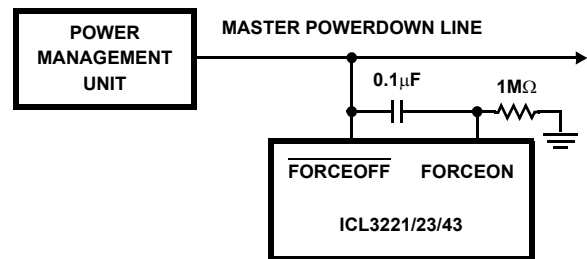 POWER
MANAGEMENT
UNIT
MASTER POWERDOWN LINE
0.1μF
1MΩ
FORCEOFF FORCEON
ICL3221/23/43